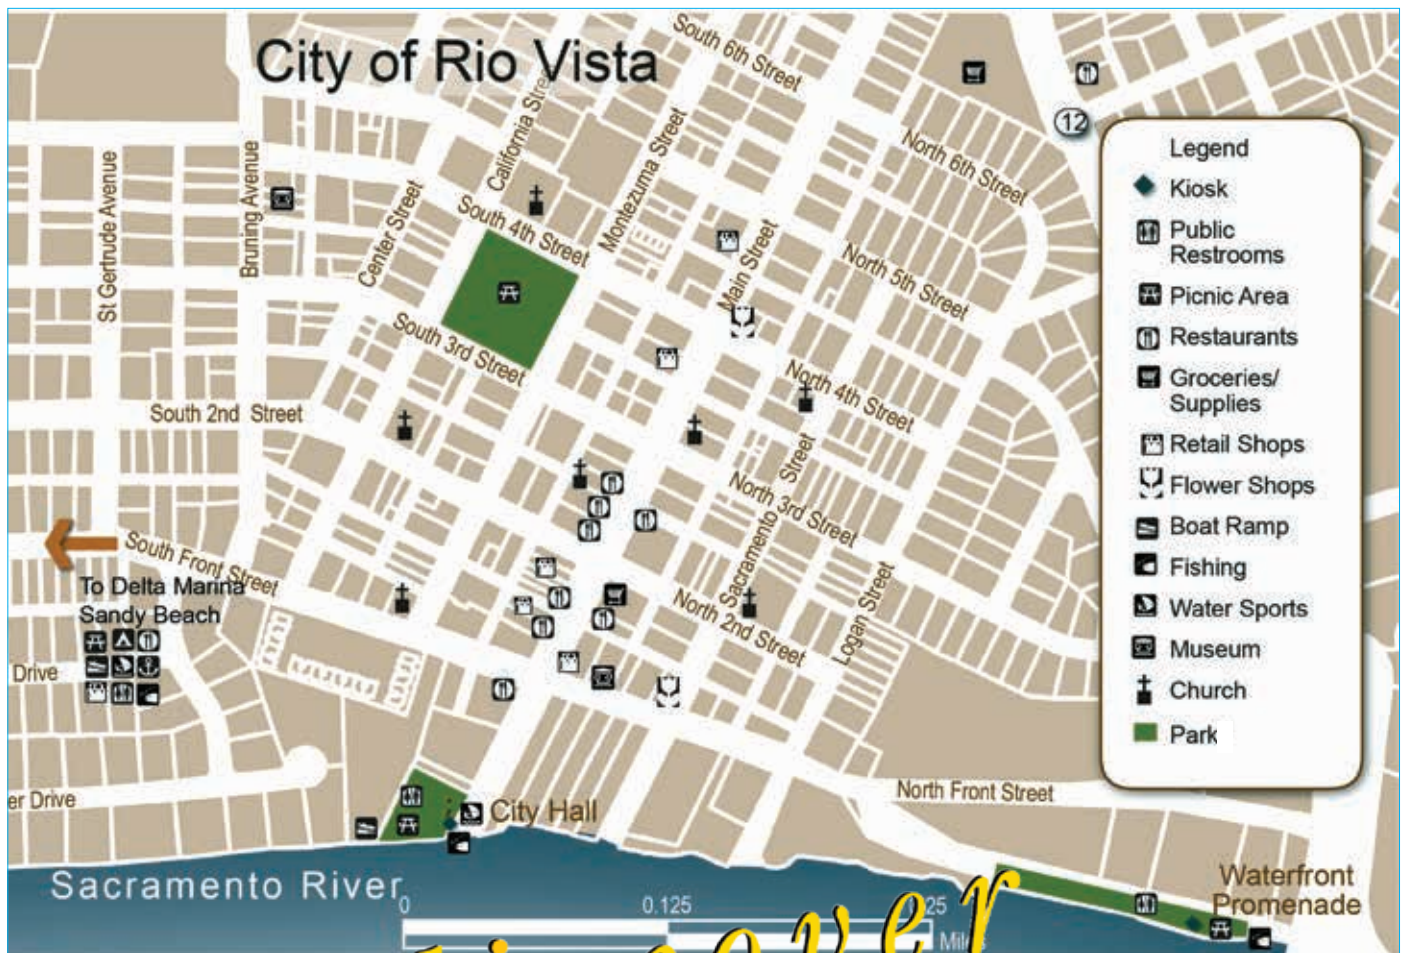 City of Rio Vista
South 6th Street
12
North 6th Street
California Street
Montezuma Street
St Gertrude Avenue
Bruning Avenue
Center Street
South 4th Street
Main Street
North 5th Street
South 3rd Street
North 4th Street
South 2nd Street
Sacramento Street
North 3rd Street
South Front Street
To Delta Marina
Sandy Beach
North 2nd Street
Logan Street
Drive
er Drive
City Hall
North Front Street
Sacramento River
Waterfront
Promenade
0 0.125 25
Miles
Legend
Kiosk
Public
Restrooms
Picnic Area
Restaurants
Groceries/
Supplies
Retail Shops
Flower Shops
Boat Ramp
Fishing
Water Sports
Museum
Church
Park